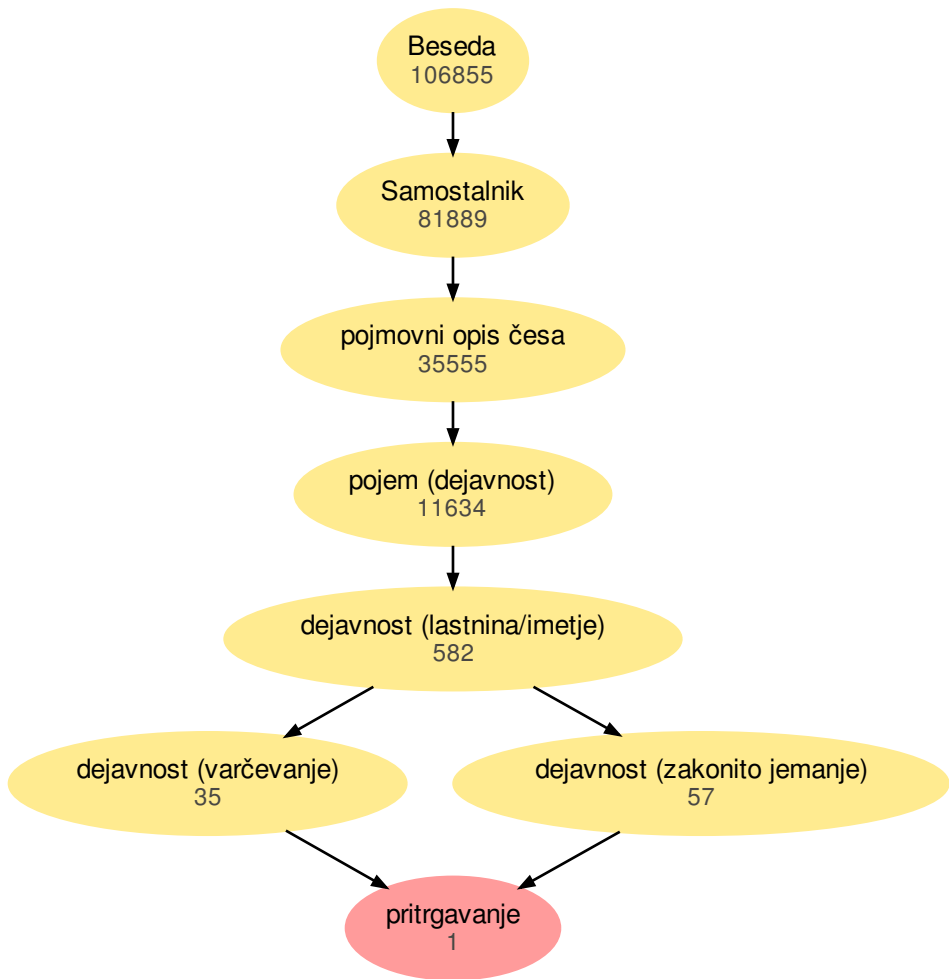 Beseda
106855
Samostalnik
81889
pojmovni opis česa
35555
pojem (dejavnost)
11634
dejavnost (lastnina/imetje)
582
dejavnost (varčevanje)
35
dejavnost (zakonito jemanje)
57
pritrgavanje
1